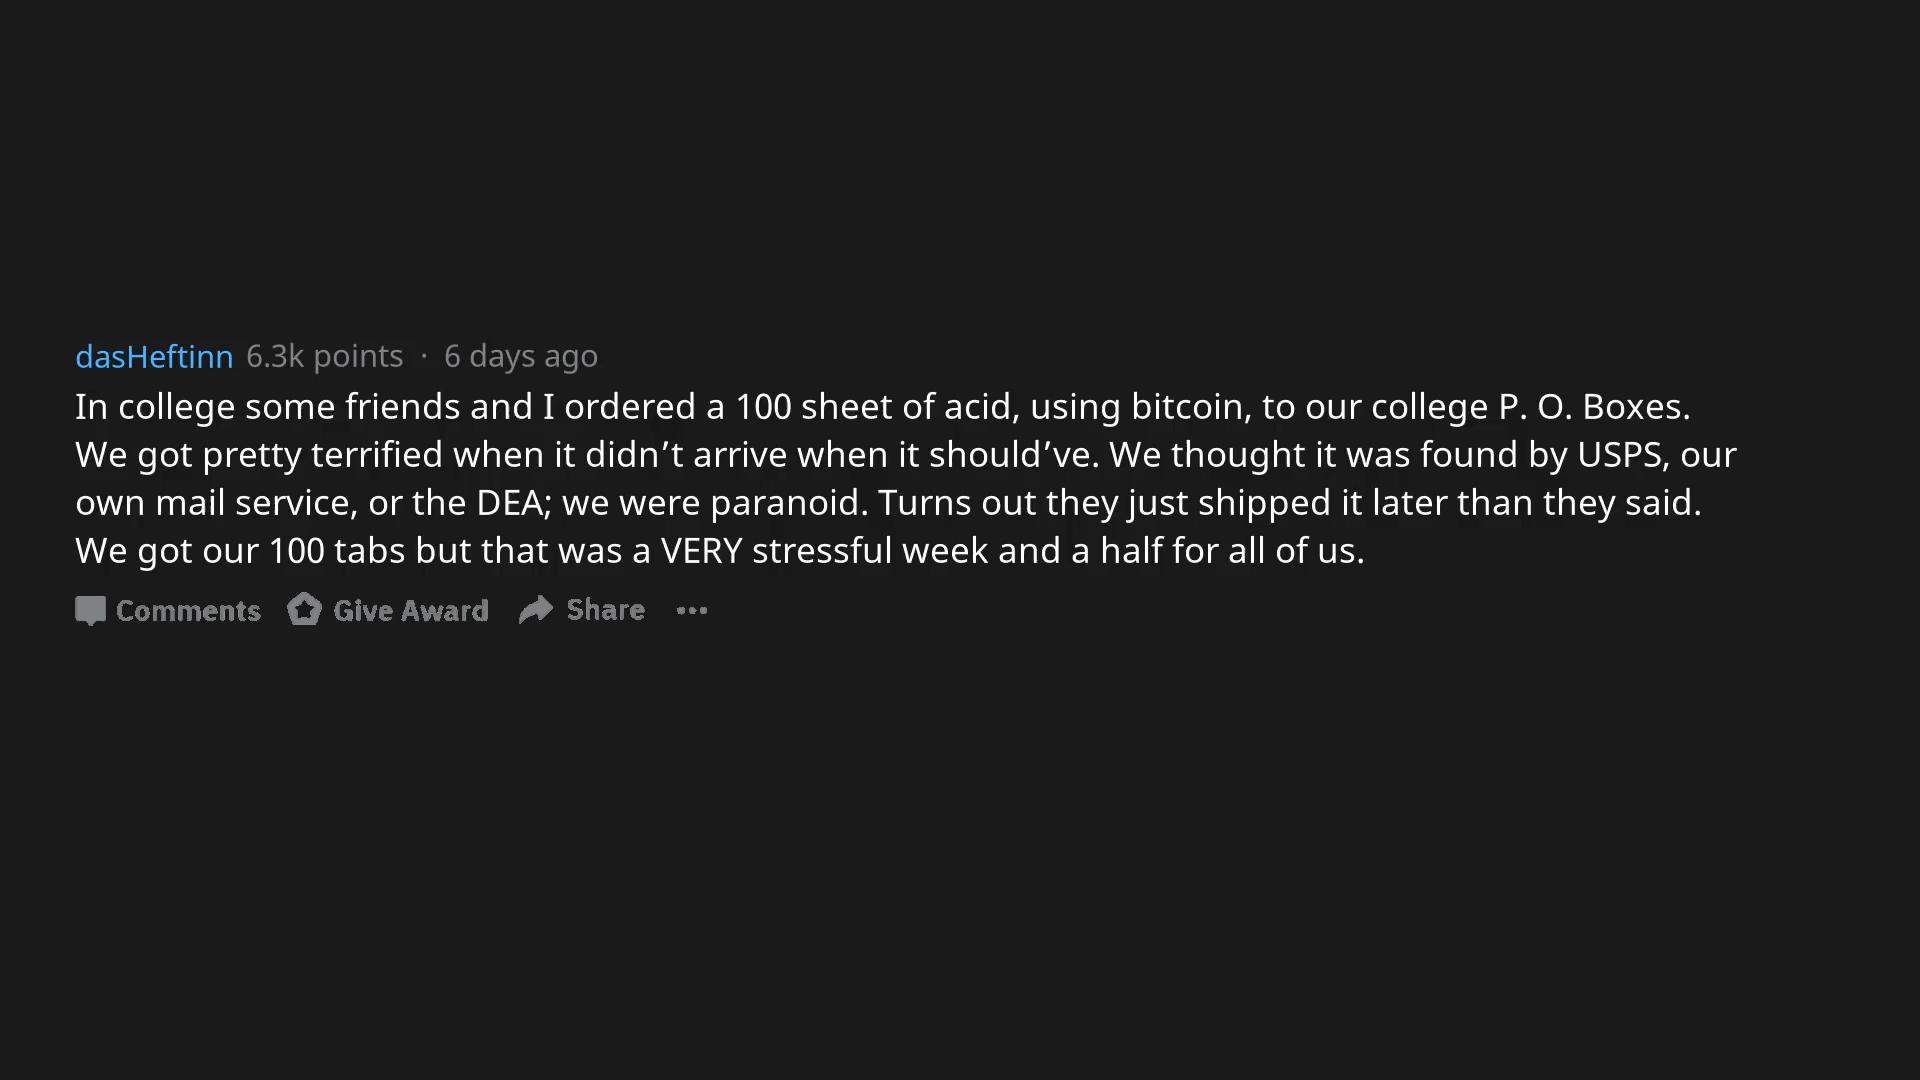 dasHeftinn 6.3k points · 6 days ago
In college some friends and I ordered a 100 sheet of acid, using bitcoin, to our college P. O. Boxes.
We got pretty terrified when it didn’t arrive when it should’ve. We thought it was found by USPS, our
own mail service, or the DEA; we were paranoid. Turns out they just shipped it later than they said.
We got our 100 tabs but that was a VERY stressful week and a half for all of us.
Comments Give Award Share ...